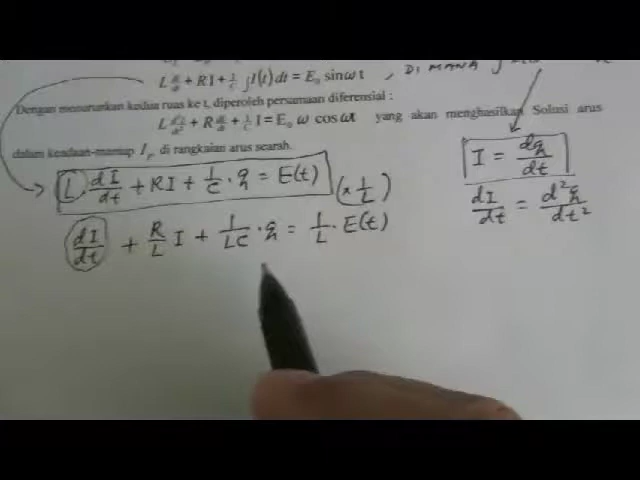 L dI/dt + RI + 1/C ∫I(t) dt = E₀ sin ωt , DI MANA
Dengan menurunkan kedua ruas ke t, diperoleh persamaan diferensial :
L d²I/dt² + R dI/dt + 1/C I = E₀ ω cos ωt yang akan menghasilkan Solusi arus
dalam keadaan-mantap I_p di rangkaian arus searah.
I = dq/dt
L dI/dt + RI + 1/C · q = E(t) (× 1/L)
dI/dt = d²q/dt²
dI/dt + R/L I + 1/LC · q = 1/L · E(t)